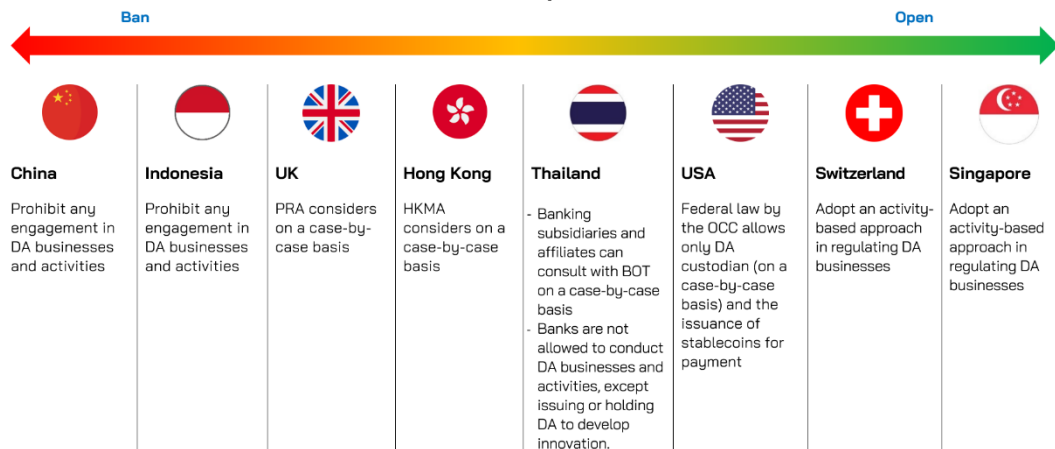 Ban
Open
China
Prohibit any
engagement in
DA businesses
and activities
Indonesia
Prohibit any
engagement in
DA businesses
and activities
UK
PRA considers
on a case-by-
case basis
Hong Kong
HKMA
considers on a
case-by-case
basis
Thailand
- Banking
subsidiaries and
affiliates can
consult with BOT
on a case-by-case
basis
- Banks are not
allowed to conduct
DA businesses and
activities, except
issuing or holding
DA to develop
innovation.
USA
Federal law by
the OCC allows
only DA
custodian (on a
case-by-case
basis) and the
issuance of
stablecoins for
payment
Switzerland
Adopt an activity-
based approach
in regulating DA
businesses
Singapore
Adopt an
activity-based
approach in
regulating DA
businesses